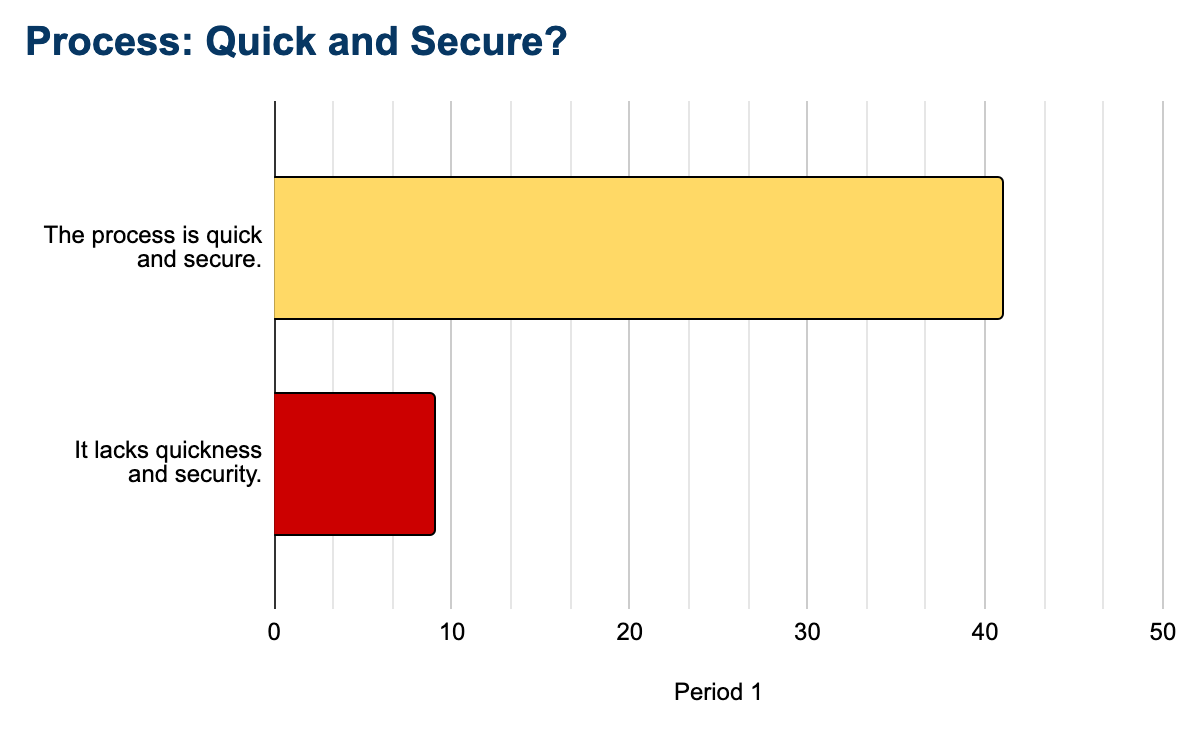 Process: Quick and Secure?
The process is quick
and secure.
It lacks quickness
and security.
0 10 20 30 40 50
Period 1